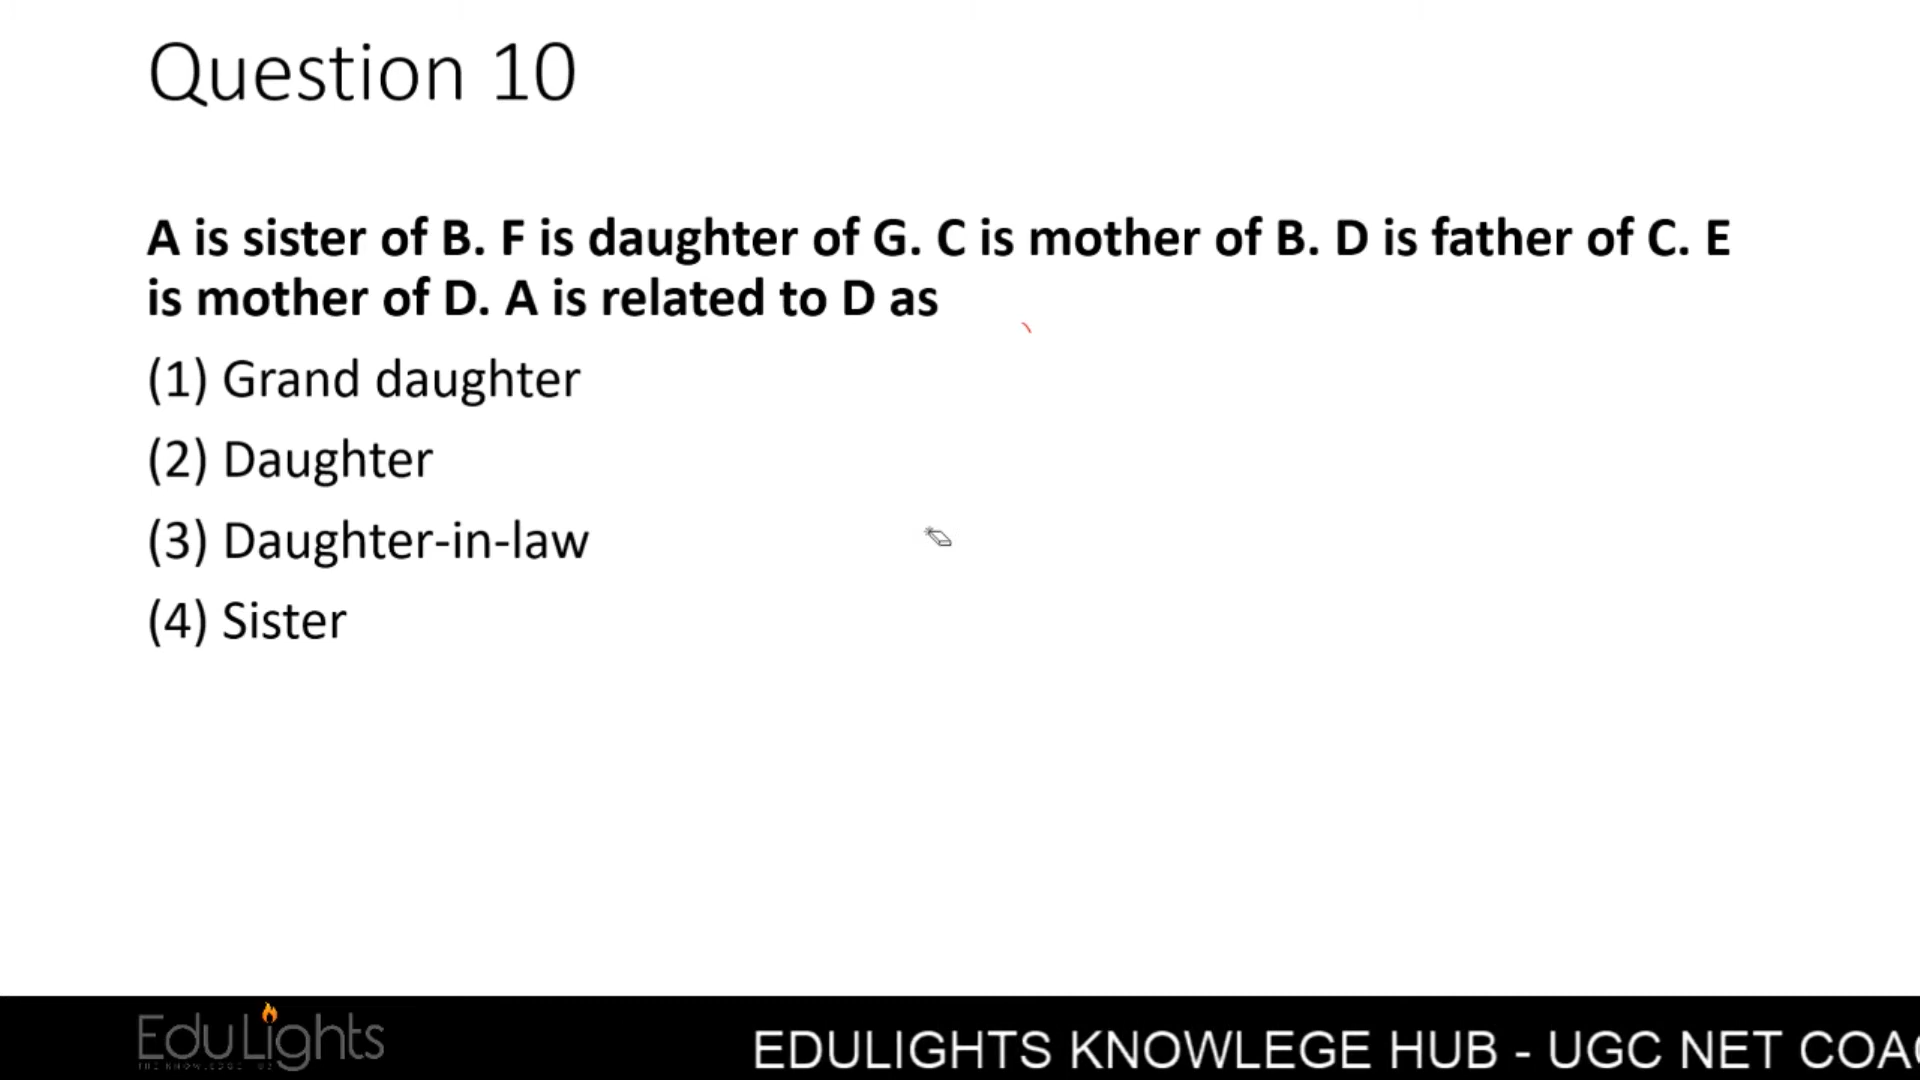 Question 10
A is sister of B. F is daughter of G. C is mother of B. D is father of C. E
is mother of D. A is related to D as
(1) Grand daughter
(2) Daughter
(3) Daughter-in-law
(4) Sister
EduLights
EDULIGHTS KNOWLEGE HUB - UGC NET COA